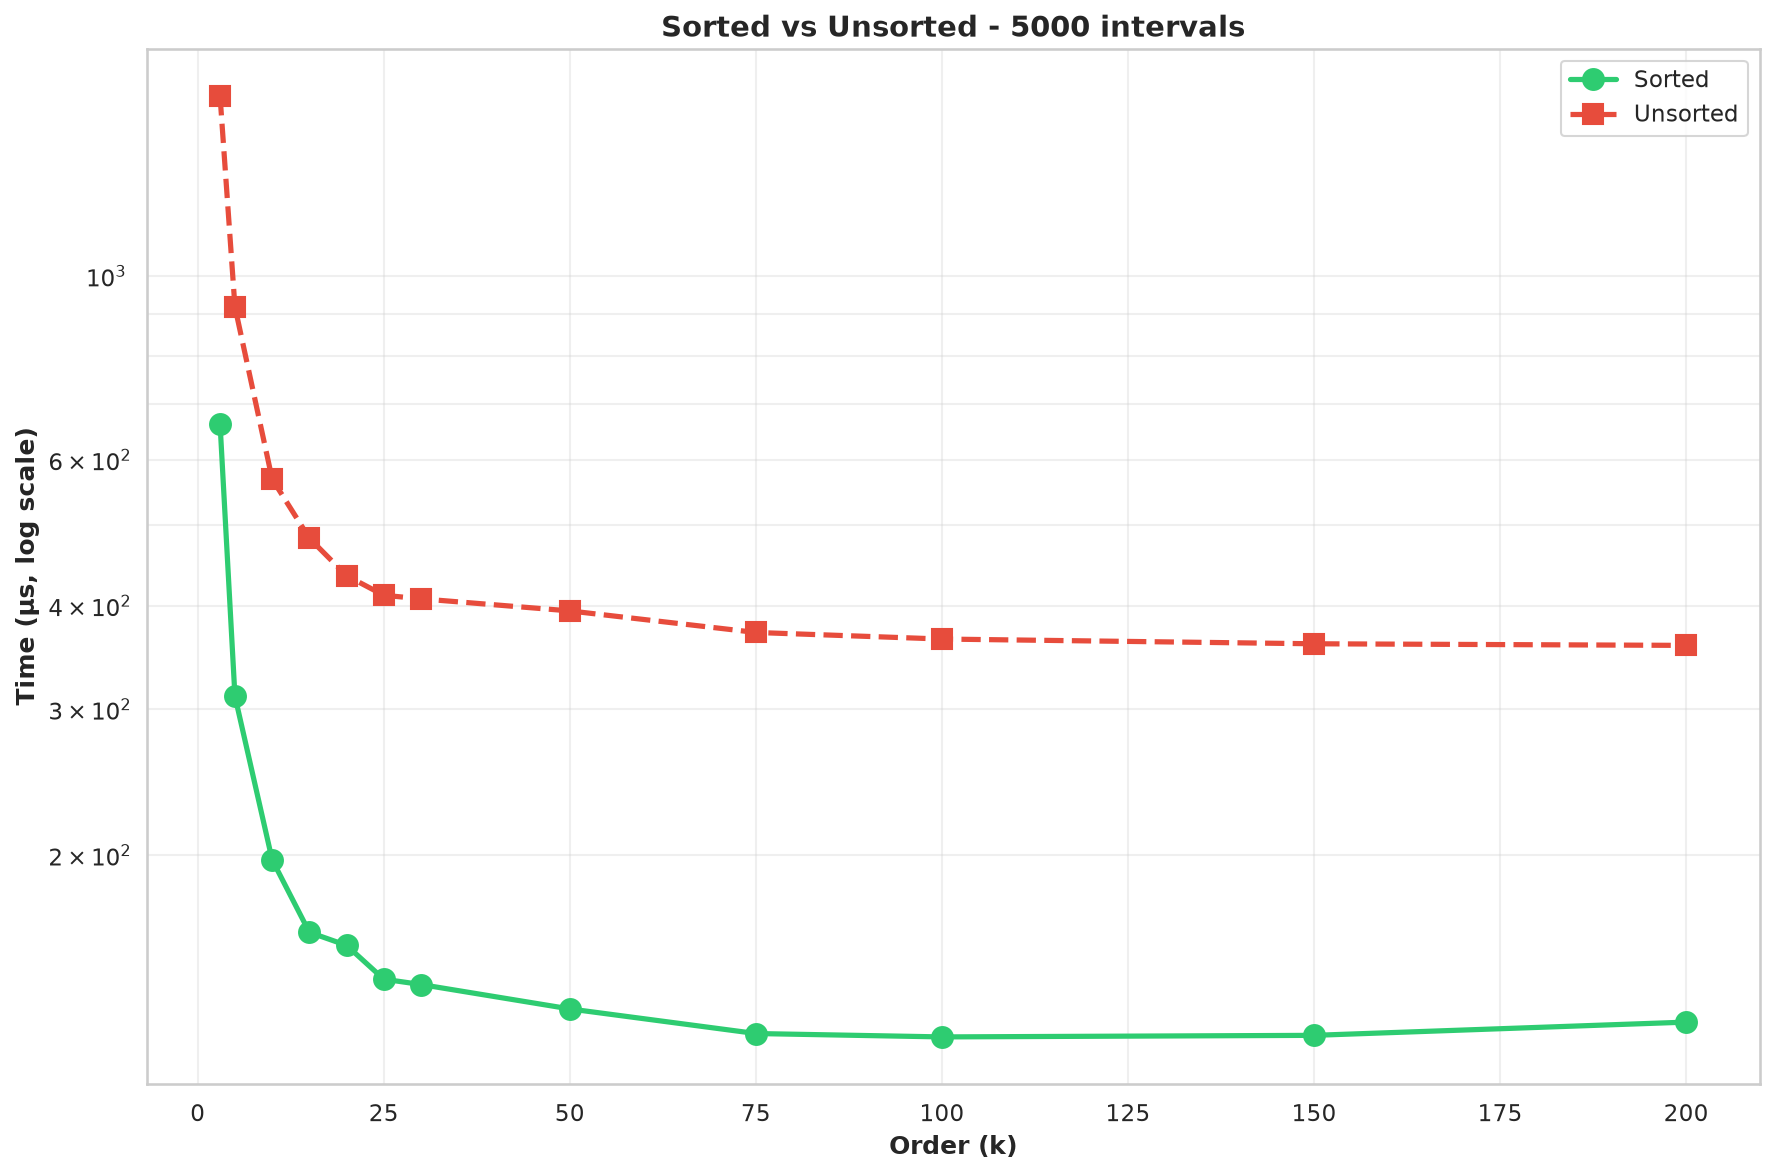 Sorted vs Unsorted - 5000 intervals
Sorted
Unsorted
Time (µs, log scale)
10³
6 × 10²
4 × 10²
3 × 10²
2 × 10²
0 25 50 75 100 125 150 175 200
Order (k)